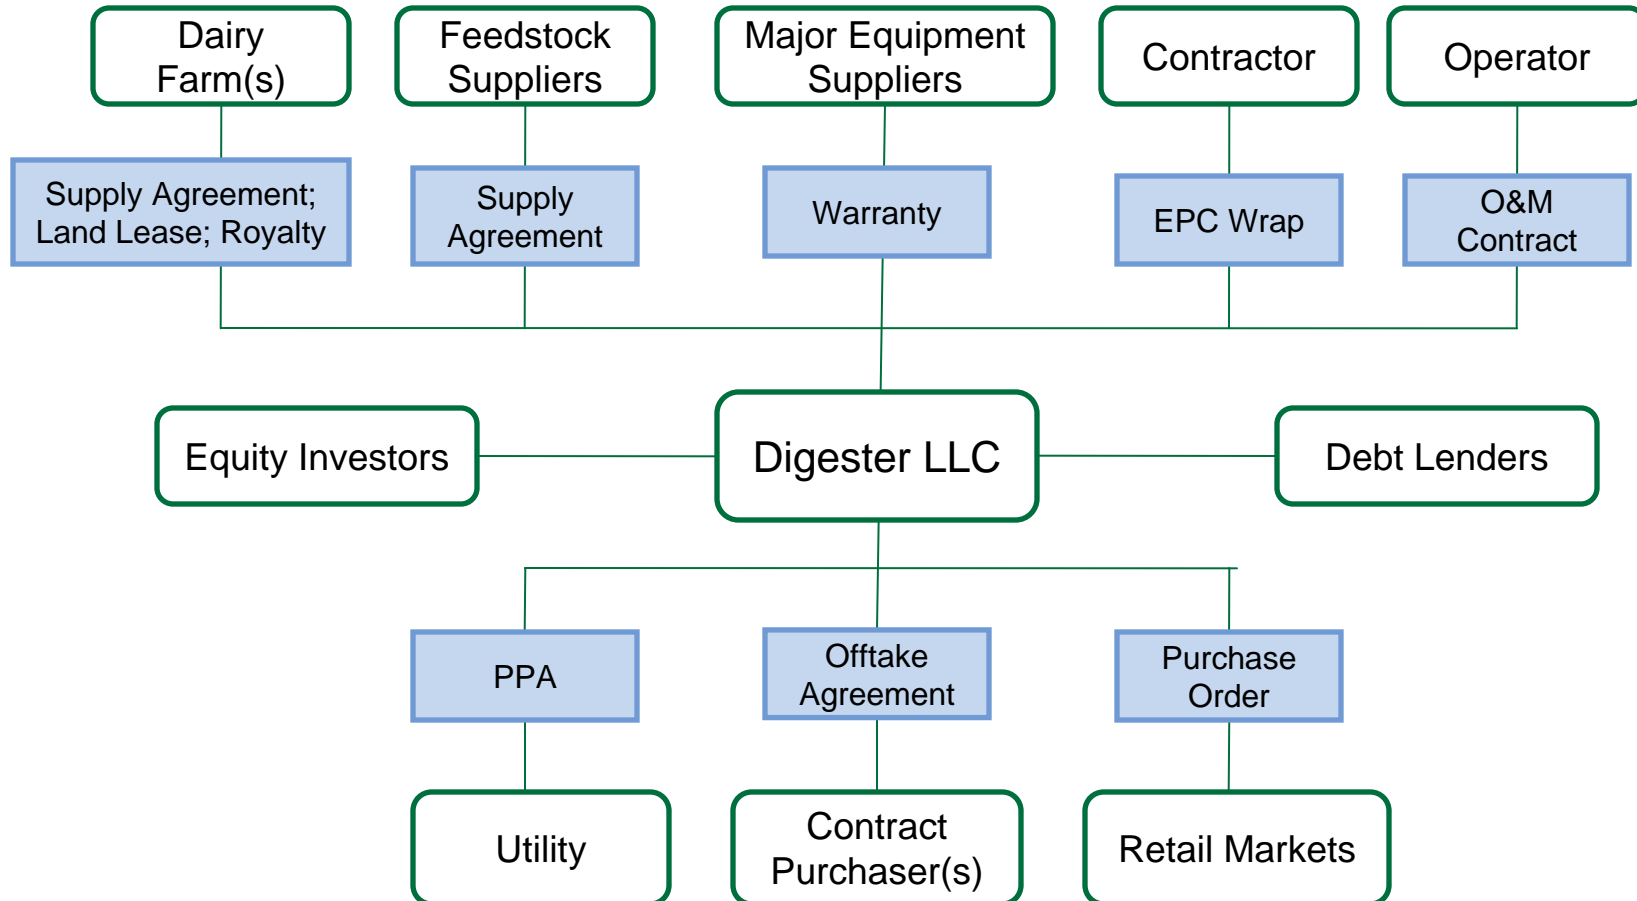 Dairy
Farm(s)
Feedstock
Suppliers
Major Equipment
Suppliers
Contractor
Operator
Supply Agreement;
Land Lease; Royalty
Supply
Agreement
Warranty
EPC Wrap
O&M
Contract
Equity Investors
Digester LLC
Debt Lenders
PPA
Offtake
Agreement
Purchase
Order
Utility
Contract
Purchaser(s)
Retail Markets